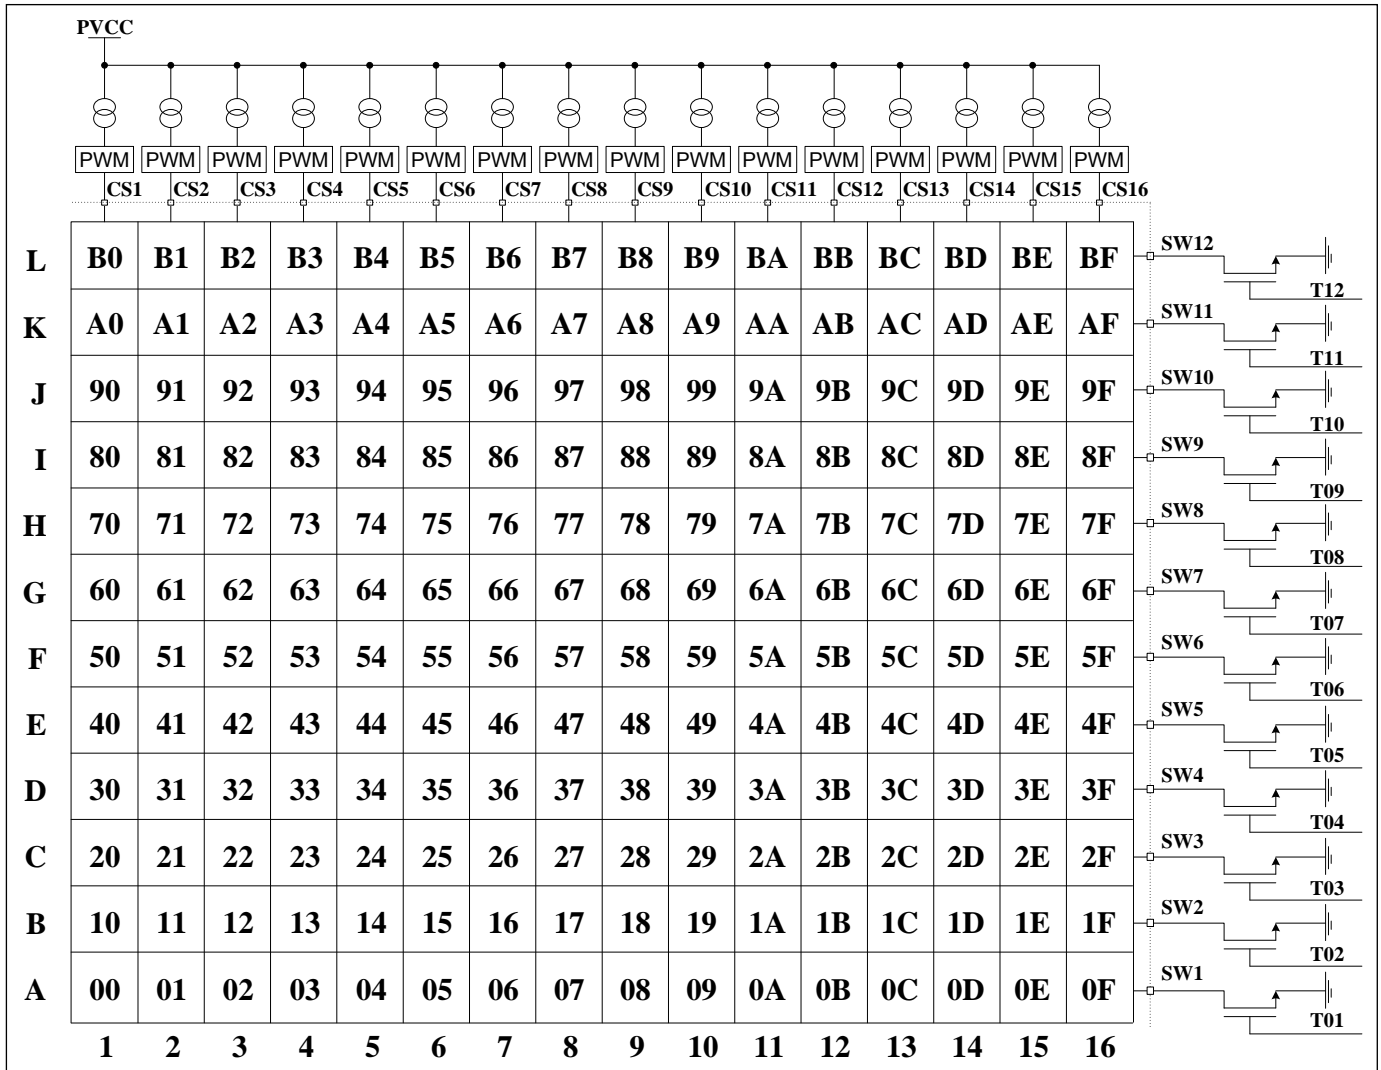 PVCC
PWM PWM PWM PWM PWM PWM PWM PWM PWM PWM PWM PWM PWM PWM PWM PWM
CS1 CS2 CS3 CS4 CS5 CS6 CS7 CS8 CS9 CS10 CS11 CS12 CS13 CS14 CS15 CS16
L B0 B1 B2 B3 B4 B5 B6 B7 B8 B9 BA BB BC BD BE BF SW12
T12
K A0 A1 A2 A3 A4 A5 A6 A7 A8 A9 AA AB AC AD AE AF SW11
T11
J 90 91 92 93 94 95 96 97 98 99 9A 9B 9C 9D 9E 9F SW10
T10
I 80 81 82 83 84 85 86 87 88 89 8A 8B 8C 8D 8E 8F SW9
T09
H 70 71 72 73 74 75 76 77 78 79 7A 7B 7C 7D 7E 7F SW8
T08
G 60 61 62 63 64 65 66 67 68 69 6A 6B 6C 6D 6E 6F SW7
T07
F 50 51 52 53 54 55 56 57 58 59 5A 5B 5C 5D 5E 5F SW6
T06
E 40 41 42 43 44 45 46 47 48 49 4A 4B 4C 4D 4E 4F SW5
T05
D 30 31 32 33 34 35 36 37 38 39 3A 3B 3C 3D 3E 3F SW4
T04
C 20 21 22 23 24 25 26 27 28 29 2A 2B 2C 2D 2E 2F SW3
T03
B 10 11 12 13 14 15 16 17 18 19 1A 1B 1C 1D 1E 1F SW2
T02
A 00 01 02 03 04 05 06 07 08 09 0A 0B 0C 0D 0E 0F SW1
T01
1 2 3 4 5 6 7 8 9 10 11 12 13 14 15 16